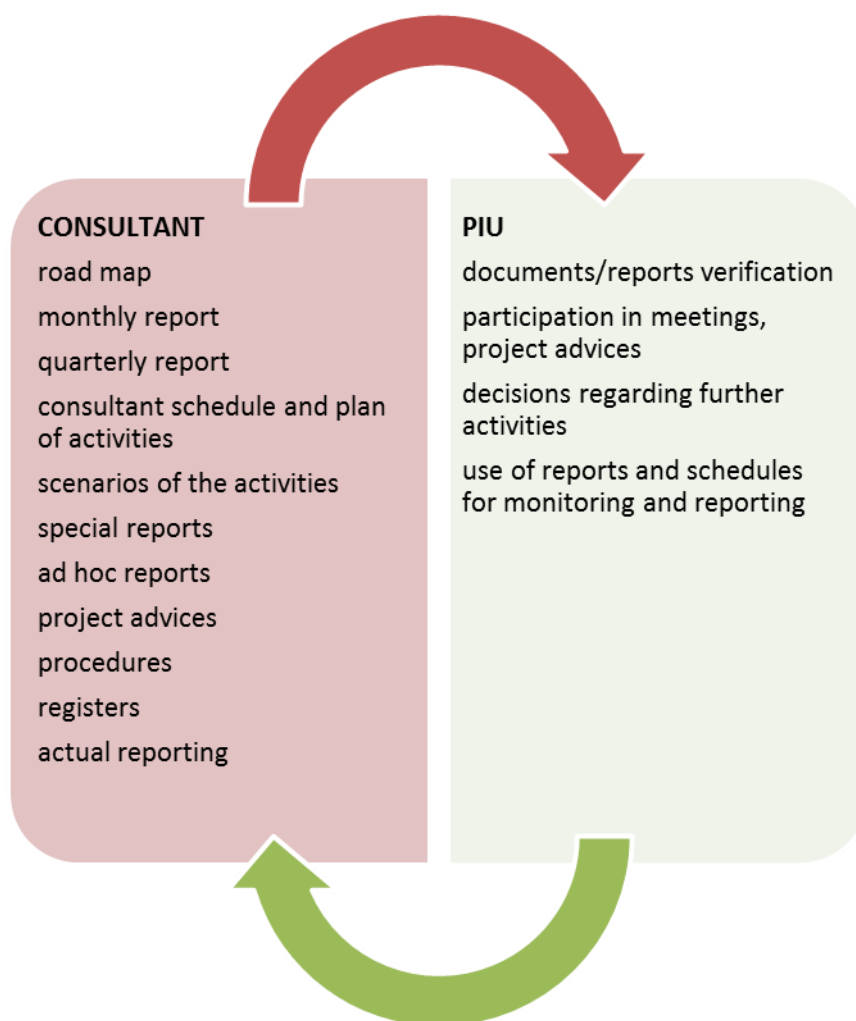 CONSULTANT
road map
monthly report
quarterly report
consultant schedule and plan
of activities
scenarios of the activities
special reports
ad hoc reports
project advices
procedures
registers
actual reporting
PIU
documents/reports verification
participation in meetings,
project advices
decisions regarding further
activities
use of reports and schedules
for monitoring and reporting